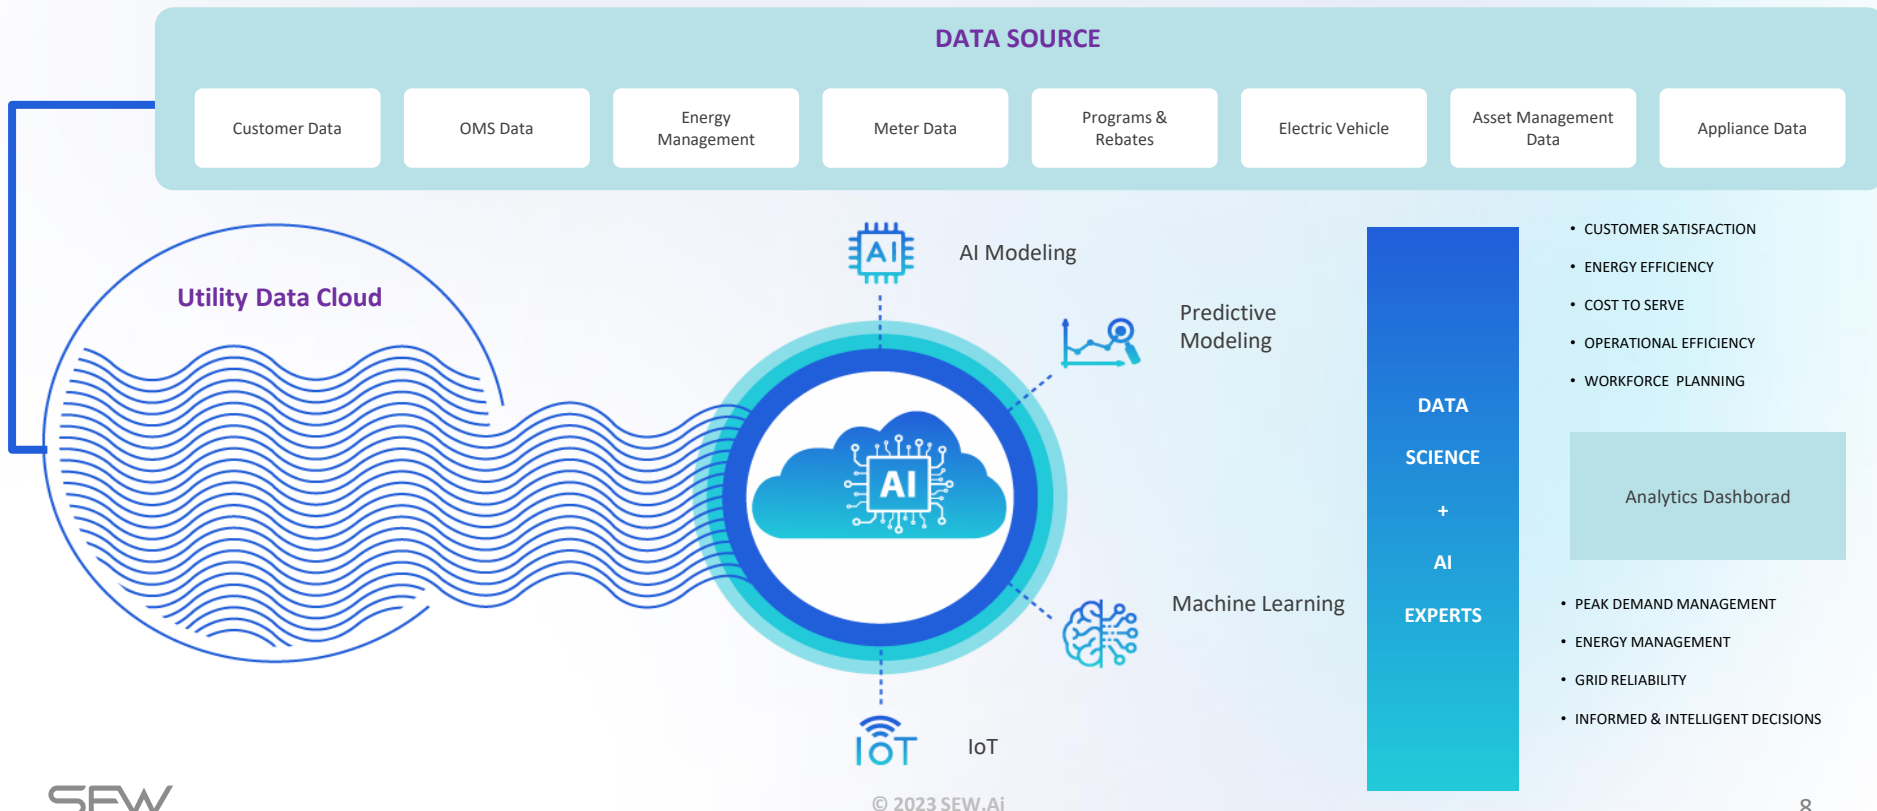 DATA SOURCE
Customer Data
OMS Data
Energy
Management
Meter Data
Programs &
Rebates
Electric Vehicle
Asset Management
Data
Appliance Data
Utility Data Cloud
AI
AI Modeling
Predictive
Modeling
AI
Machine Learning
IoT
IoT
DATA
SCIENCE
+
AI
EXPERTS
• CUSTOMER SATISFACTION
• ENERGY EFFICIENCY
• COST TO SERVE
• OPERATIONAL EFFICIENCY
• WORKFORCE PLANNING
Analytics Dashborad
• PEAK DEMAND MANAGEMENT
• ENERGY MANAGEMENT
• GRID RELIABILITY
• INFORMED & INTELLIGENT DECISIONS
SEW
© 2023 SEW.Ai
8